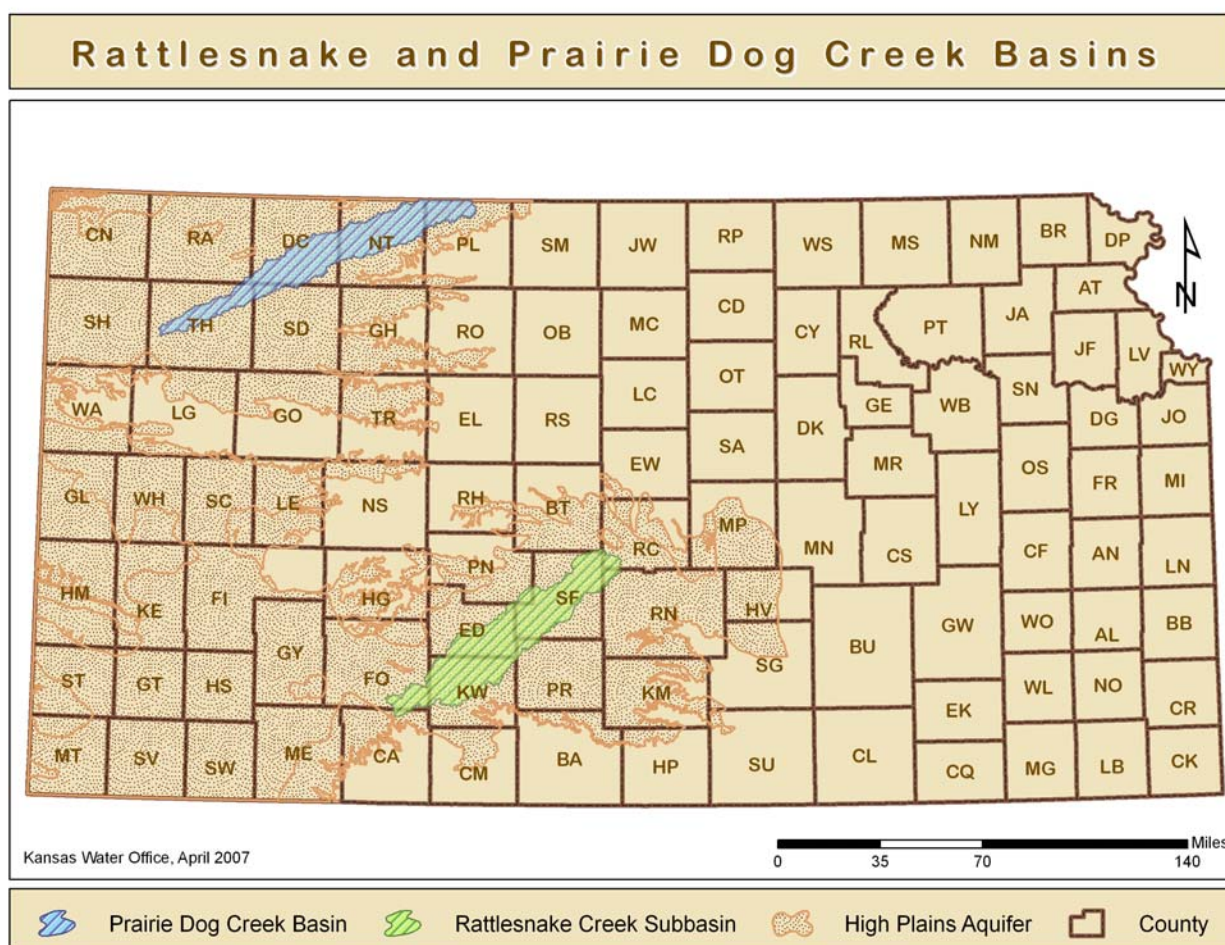 Rattlesnake and Prairie Dog Creek Basins
CN RA DC NT PL SM JW RP WS MS NM BR DP
SH TH SD GH RO OB MC CD CY RL PT JA AT
JF LV WY
WA LG GO TR EL RS LC OT DK GE WB SN DG JO
GL WH SC LE NS RH BT EW SA MR LY OS FR MI
HM KE FI HG PN SF RC MP MN CS CF AN LN
ED RN HV BU GW WO AL BB
ST GT HS GY FO KW PR KM SG EK WL NO CR
MT SV SW ME CA CM BA HP SU CL CQ MG LB CK
N
Kansas Water Office, April 2007
Miles
0 35 70 140
Prairie Dog Creek Basin Rattlesnake Creek Subbasin High Plains Aquifer County